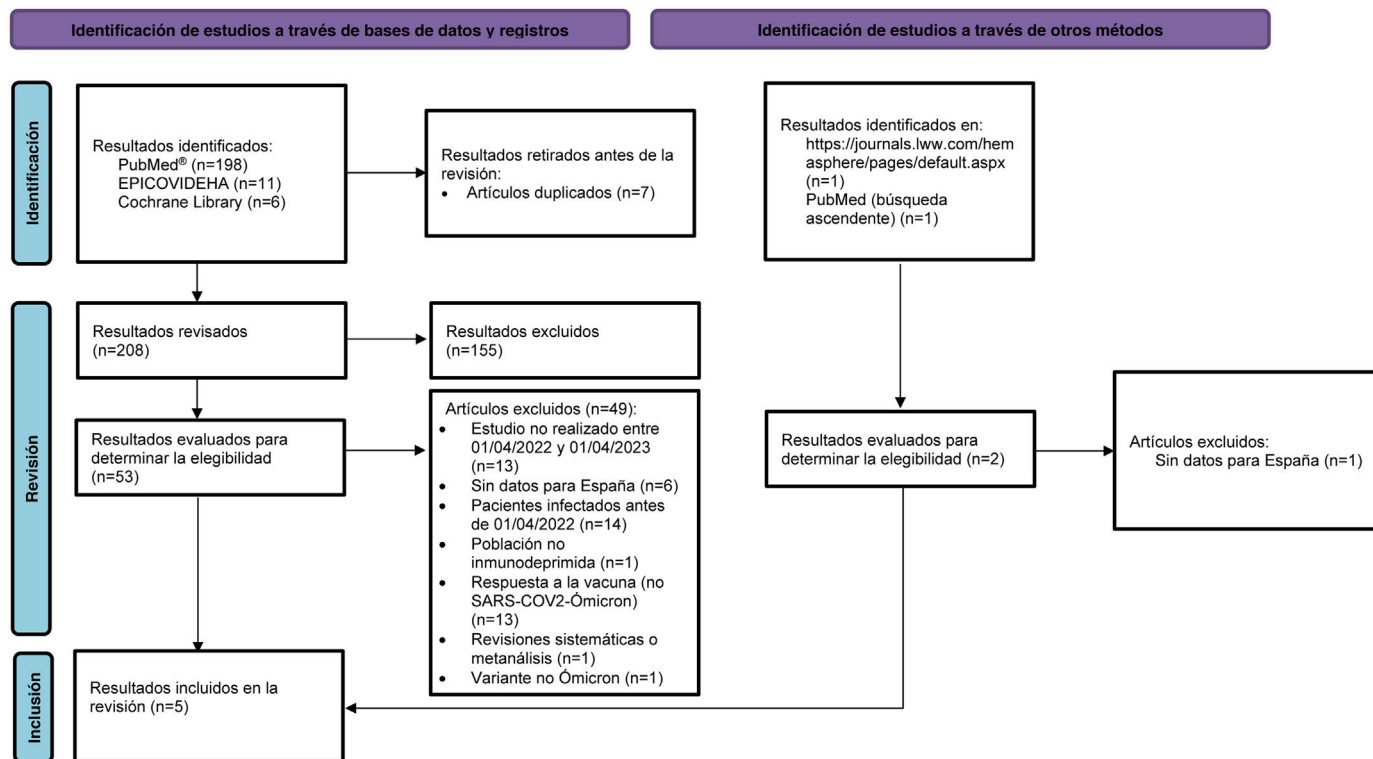 Identificación de estudios a través de bases de datos y registros
Identificación de estudios a través de otros métodos
Identificación
Resultados identificados:
PubMed® (n=198)
EPICOVIDEHA (n=11)
Cochrane Library (n=6)
Resultados retirados antes de la
revisión:
• Artículos duplicados (n=7)
Resultados identificados en:
https://journals.lww.com/hem
asphere/pages/default.aspx
(n=1)
PubMed (búsqueda
ascendente) (n=1)
Revisión
Resultados revisados
(n=208)
Resultados excluidos
(n=155)
Resultados evaluados para
determinar la elegibilidad
(n=53)
Artículos excluidos (n=49):
• Estudio no realizado entre
01/04/2022 y 01/04/2023
(n=13)
• Sin datos para España (n=6)
• Pacientes infectados antes
de 01/04/2022 (n=14)
• Población no
inmunodeprimida (n=1)
• Respuesta a la vacuna (no
SARS-COV2-Ómicron)
(n=13)
• Revisiones sistemáticas o
metanálisis (n=1)
• Variante no Ómicron (n=1)
Resultados evaluados para
determinar la elegibilidad (n=2)
Artículos excluidos:
Sin datos para España (n=1)
Inclusión
Resultados incluidos en la
revisión (n=5)